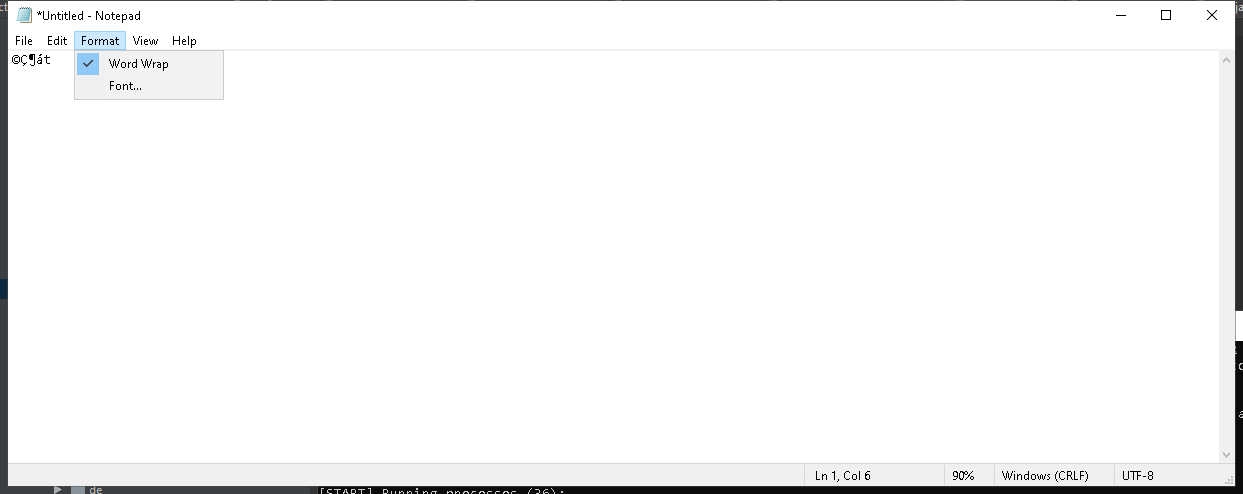 *Untitled - Notepad
File Edit Format View Help
©Ç¶át
Word Wrap
Font...
Ln 1, Col 6 90% Windows (CRLF) UTF-8
de
[START] Running processes (36):